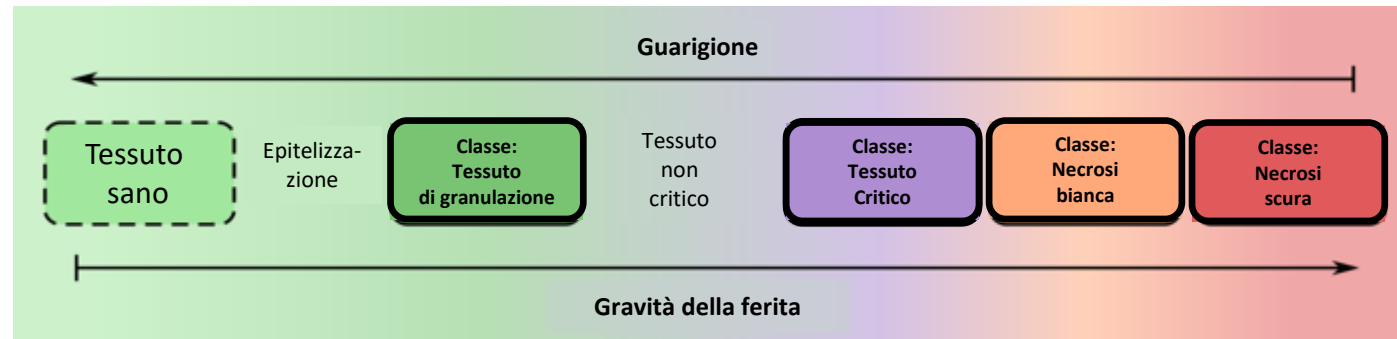 Guarigione
Tessuto
sano
Epitelizza-
zione
Classe:
Tessuto
di granulazione
Tessuto
non
critico
Classe:
Tessuto
Critico
Classe:
Necrosi
bianca
Classe:
Necrosi
scura
Gravità della ferita